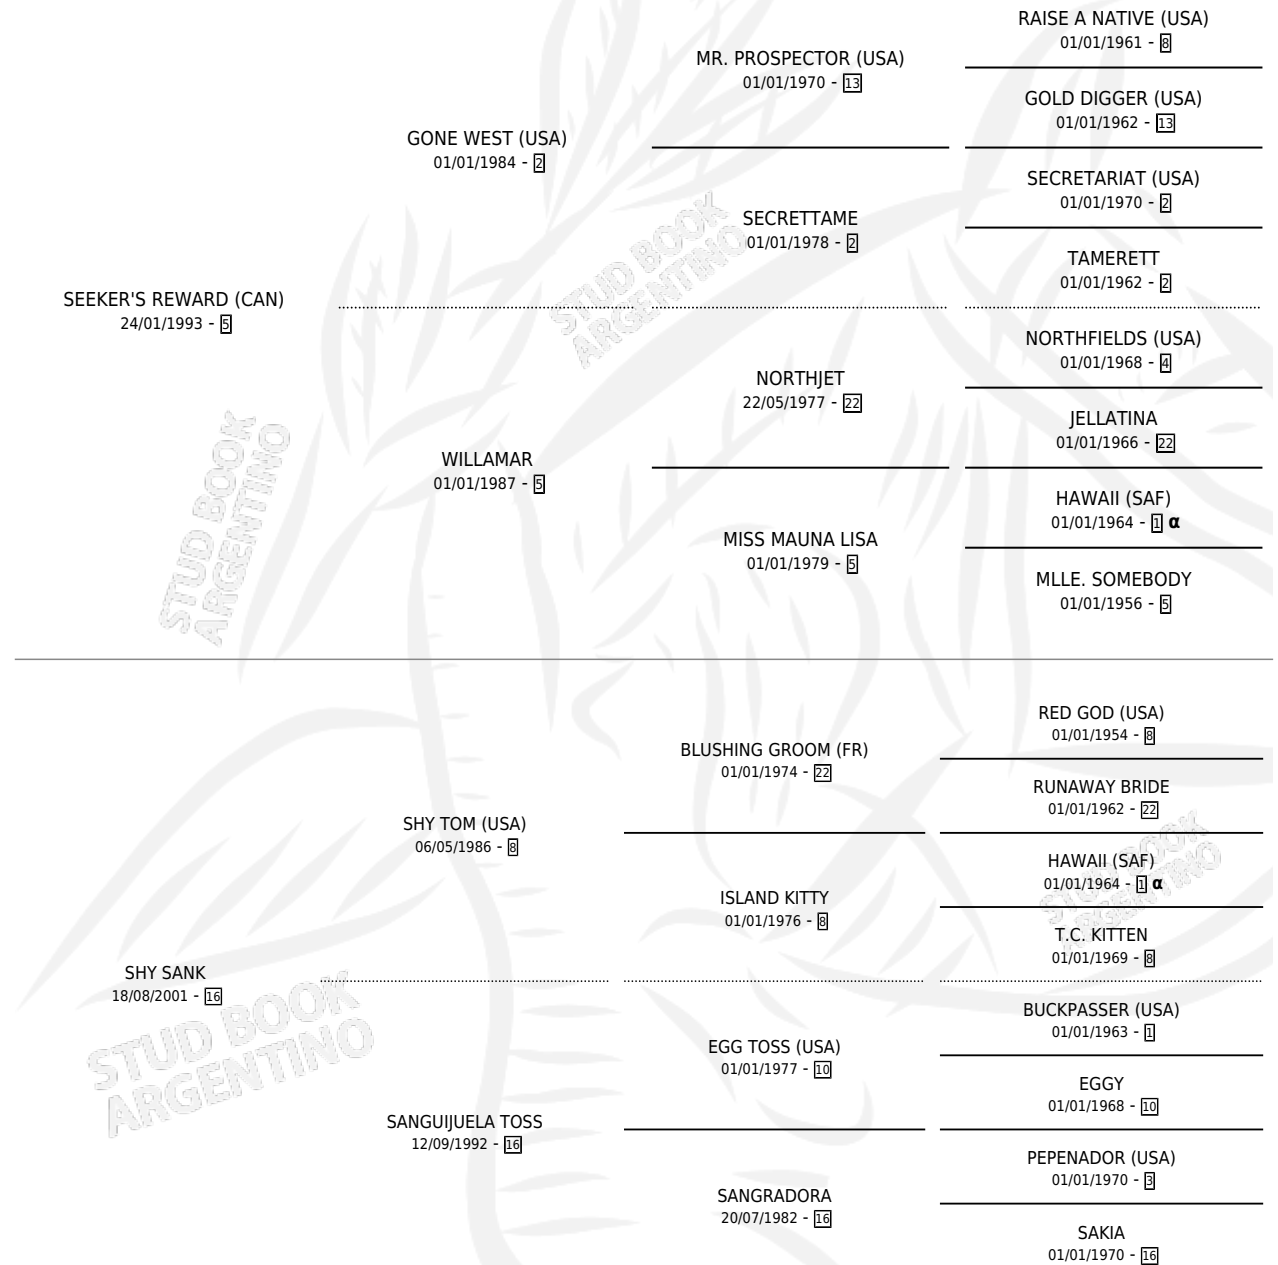 RAISE A NATIVE (USA)
01/01/1961 - 8
MR. PROSPECTOR (USA)
01/01/1970 - 13
GOLD DIGGER (USA)
01/01/1962 - 13
GONE WEST (USA)
01/01/1984 - 2
SECRETARIAT (USA)
01/01/1970 - 2
SECRETTAME
01/01/1978 - 2
TAMERETT
01/01/1962 - 2
STUD BOOK
ARGENTINO
SEEKER'S REWARD (CAN)
24/01/1993 - 5
NORTHFIELDS (USA)
01/01/1968 - 4
NORTHJET
22/05/1977 - 22
JELLATINA
01/01/1966 - 22
WILLAMAR
01/01/1987 - 5
HAWAII (SAF)
01/01/1964 - 1 α
MISS MAUNA LISA
01/01/1979 - 5
MLLE. SOMEBODY
01/01/1956 - 5
STUD BOOK
ARGENTINO
RED GOD (USA)
01/01/1954 - 8
BLUSHING GROOM (FR)
01/01/1974 - 22
RUNAWAY BRIDE
01/01/1962 - 22
SHY TOM (USA)
06/05/1986 - 8
HAWAII (SAF)
01/01/1964 - 1 α
ISLAND KITTY
01/01/1976 - 8
T.C. KITTEN
01/01/1969 - 8
STUD BOOK
ARGENTINO
SHY SANK
18/08/2001 - 16
BUCKPASSER (USA)
01/01/1963 - 1
EGG TOSS (USA)
01/01/1977 - 10
EGGY
01/01/1968 - 10
STUD BOOK
ARGENTINO
SANGUIJUELA TOSS
12/09/1992 - 16
PEPENADOR (USA)
01/01/1970 - 3
SANGRADORA
20/07/1982 - 16
SAKIA
01/01/1970 - 16